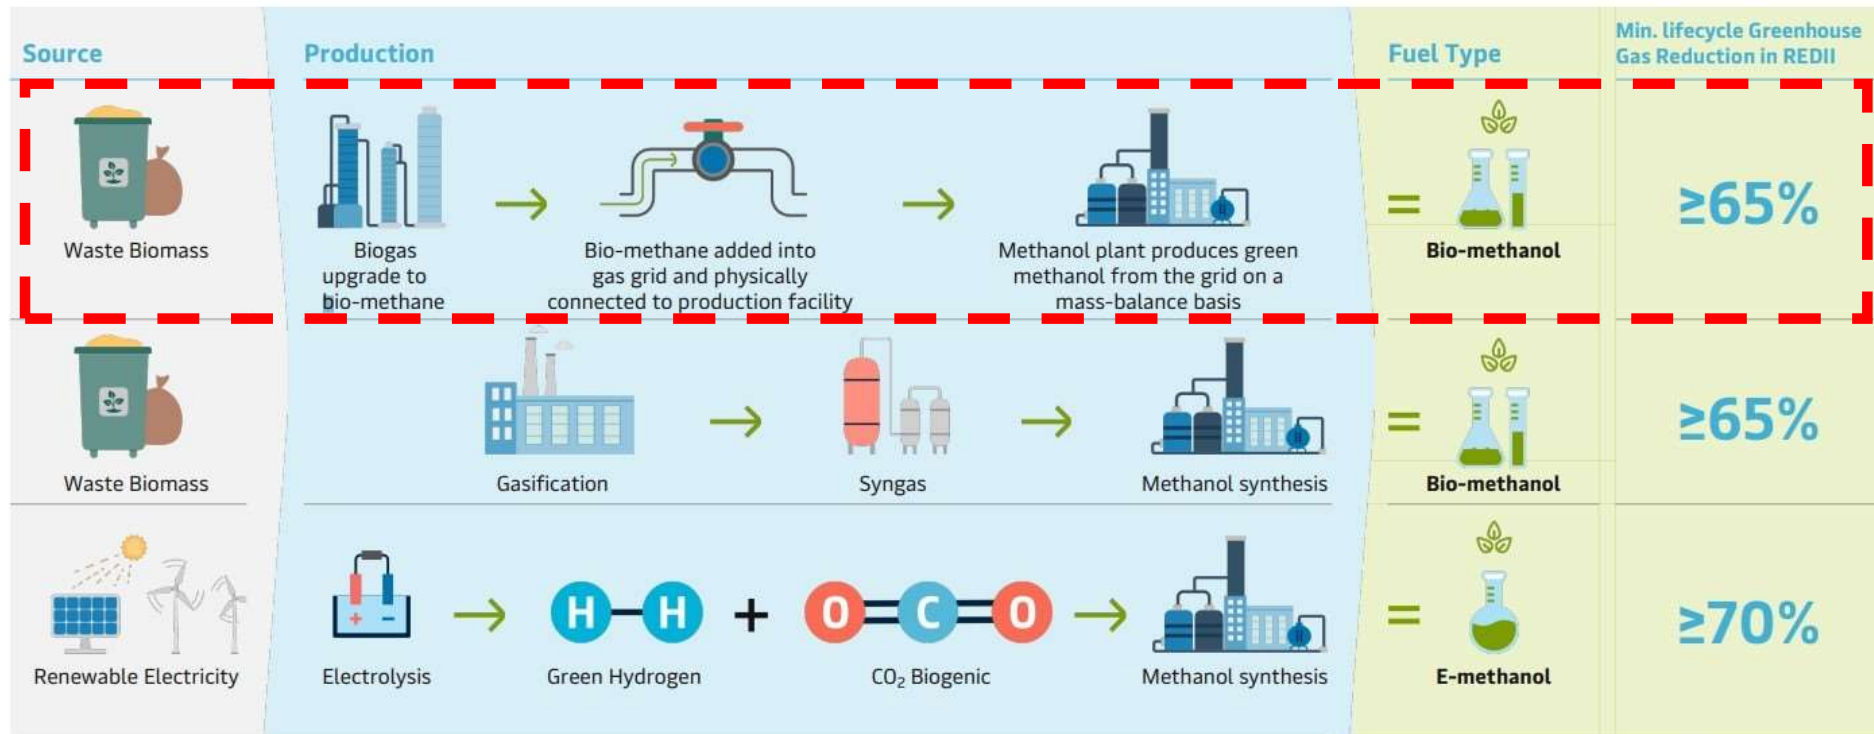 Source
Production
Fuel Type
Min. lifecycle Greenhouse
Gas Reduction in REDII
Waste Biomass
Biogas
upgrade to
bio-methane
Bio-methane added into
gas grid and physically
connected to production facility
Methanol plant produces green
methanol from the grid on a
mass-balance basis
=
Bio-methanol
≥65%
Waste Biomass
Gasification
Syngas
Methanol synthesis
=
Bio-methanol
≥65%
Renewable Electricity
+ −
Electrolysis
H H
Green Hydrogen
+
O C O
CO₂ Biogenic
Methanol synthesis
=
E-methanol
≥70%